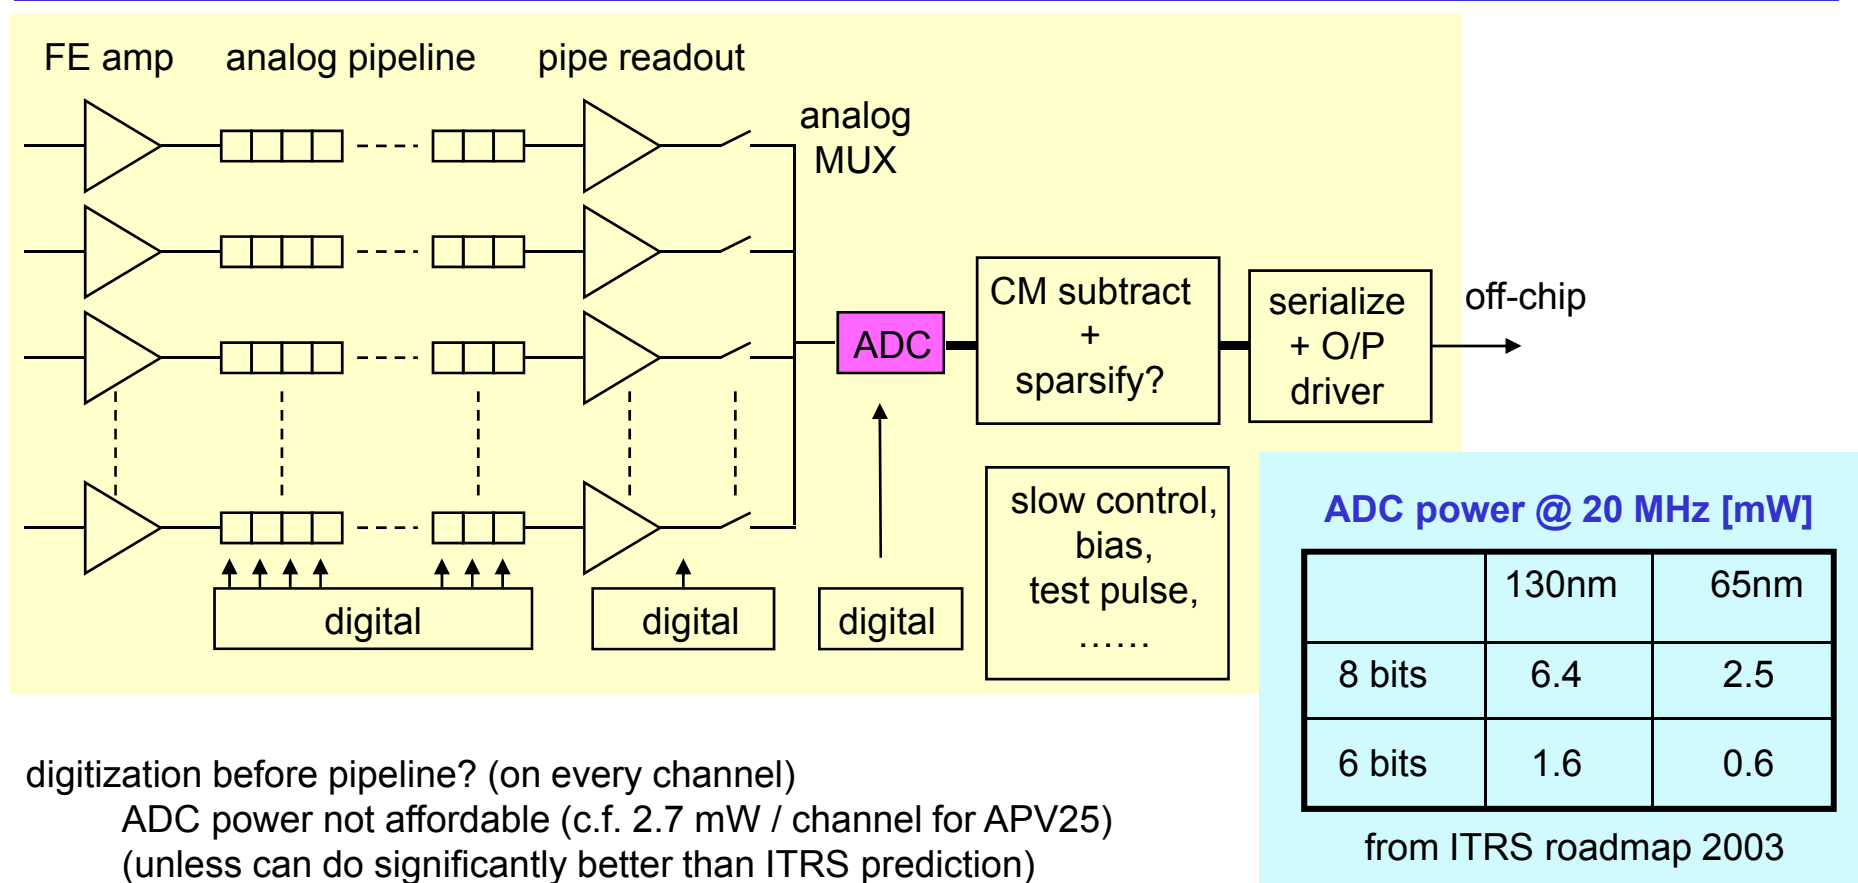 FE amp
analog pipeline
pipe readout
analog
MUX
ADC
CM subtract
+
sparsify?
serialize
+ O/P
driver
off-chip
digital
digital
digital
slow control,
bias,
test pulse,
......
ADC power @ 20 MHz [mW]
130nm 65nm
8 bits 6.4 2.5
6 bits 1.6 0.6
from ITRS roadmap 2003
digitization before pipeline? (on every channel)
ADC power not affordable (c.f. 2.7 mW / channel for APV25)
(unless can do significantly better than ITRS prediction)